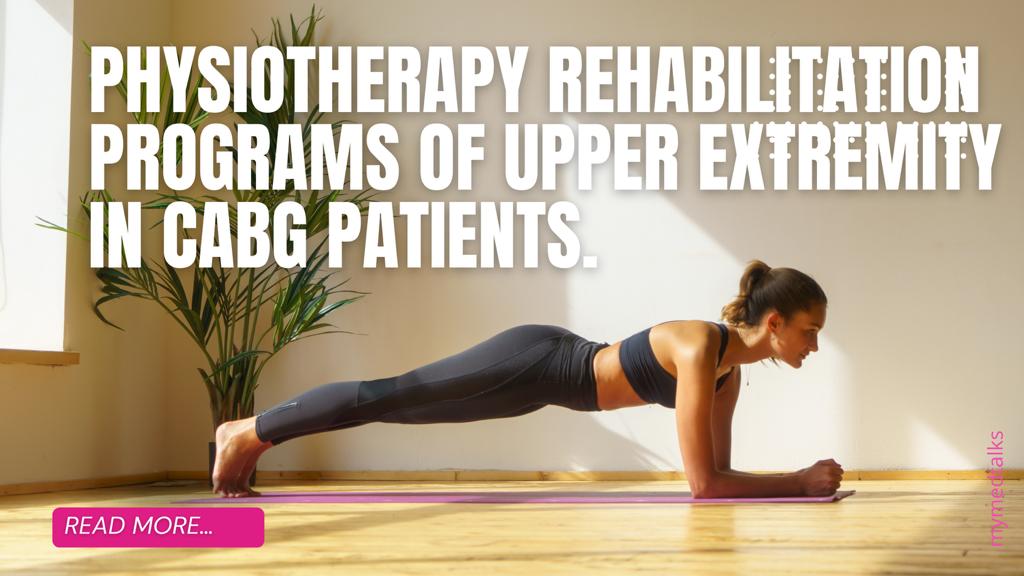 PHYSIOTHERAPY REHABILITATION
PROGRAMS OF UPPER EXTREMITY
IN CABG PATIENTS.
READ MORE...
mymedtalks